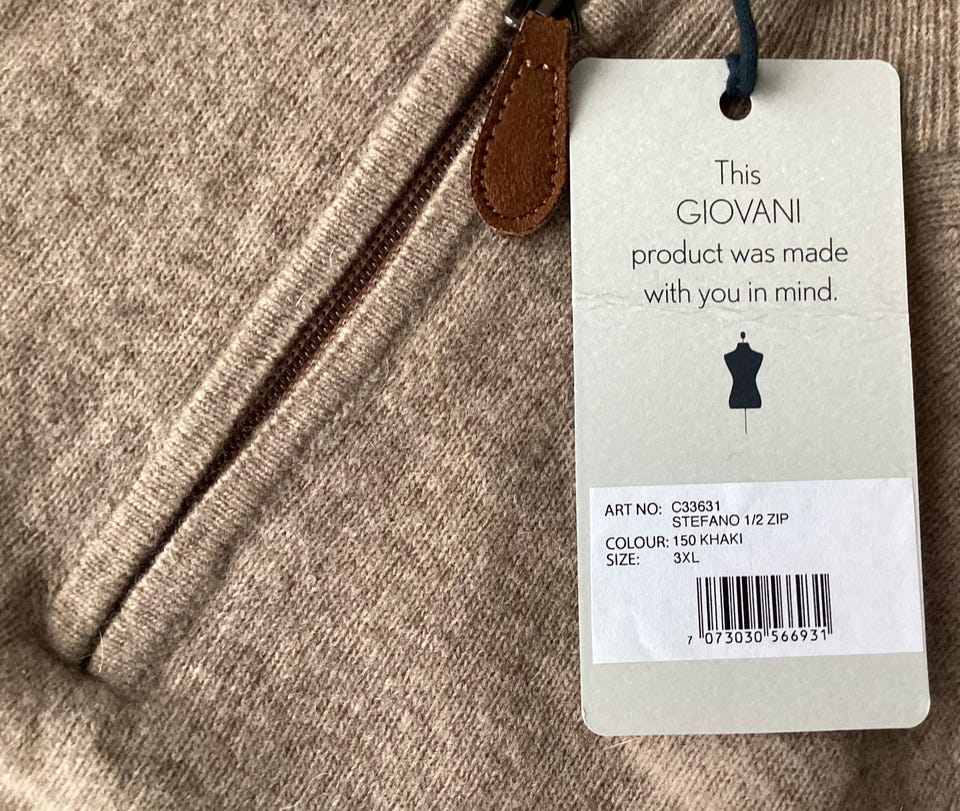 This
GIOVANI
product was made
with you in mind.
ART NO: C33631
STEFANO 1/2 ZIP
COLOUR: 150 KHAKI
SIZE: 3XL
7 073030 566931